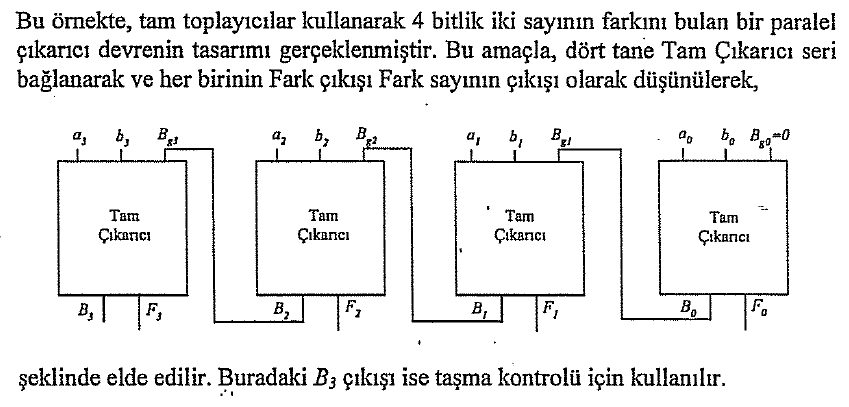 Bu örnekte, tam toplayıcılar kullanarak 4 bitlik iki sayının farkını bulan bir paralel
çıkarıcı devrenin tasarımı gerçeklenmiştir. Bu amaçla, dört tane Tam Çıkarıcı seri
bağlanarak ve her birinin Fark çıkışı Fark sayının çıkışı olarak düşünülerek,
a3 b3 Bg3 a2 b2 Bg2 a1 b1 Bg1 a0 b0 Bg0=0
Tam Tam Tam Tam
Çıkarıcı Çıkarıcı Çıkarıcı Çıkarıcı
B3 F3 B2 F2 B1 F1 B0 F0
şeklinde elde edilir. Buradaki B3 çıkışı ise taşma kontrolü için kullanılır.